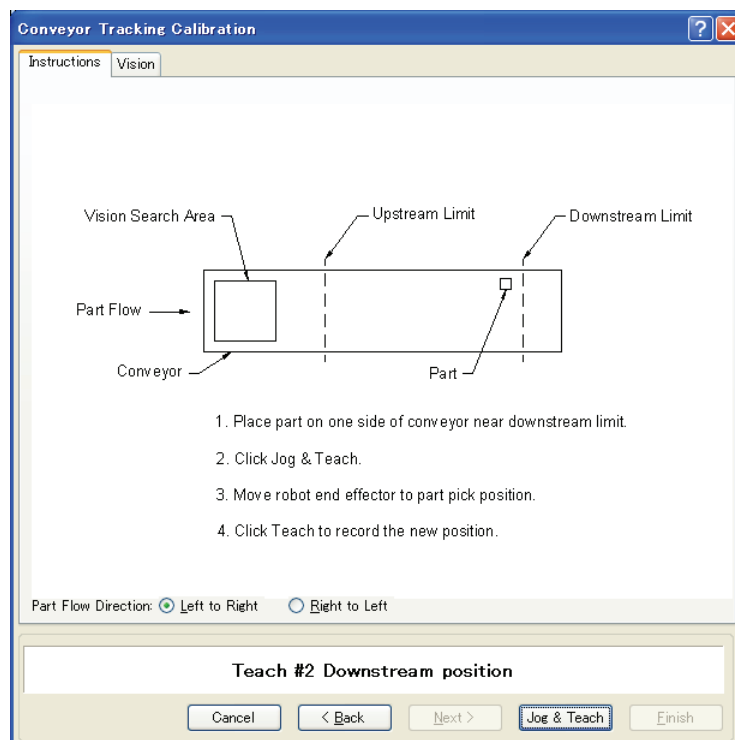 Conveyor Tracking Calibration
Instructions Vision
Vision Search Area
Upstream Limit
Downstream Limit
Part Flow
Conveyor
Part
1. Place part on one side of conveyor near downstream limit.
2. Click Jog & Teach.
3. Move robot end effector to part pick position.
4. Click Teach to record the new position.
Part Flow Direction: Left to Right Right to Left
Teach #2 Downstream position
Cancel < Back Next > Jog & Teach Finish